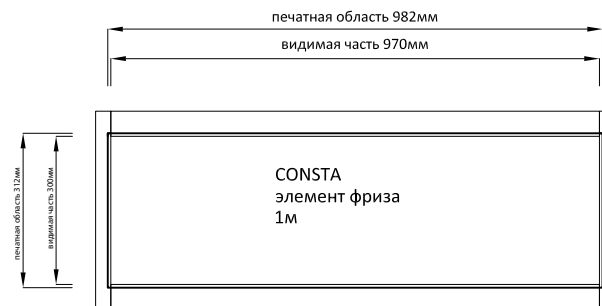 печатная область 982мм
видимая часть 970мм
печатная область 312мм
видимая часть 300мм
CONSTA
элемент фриза
1м